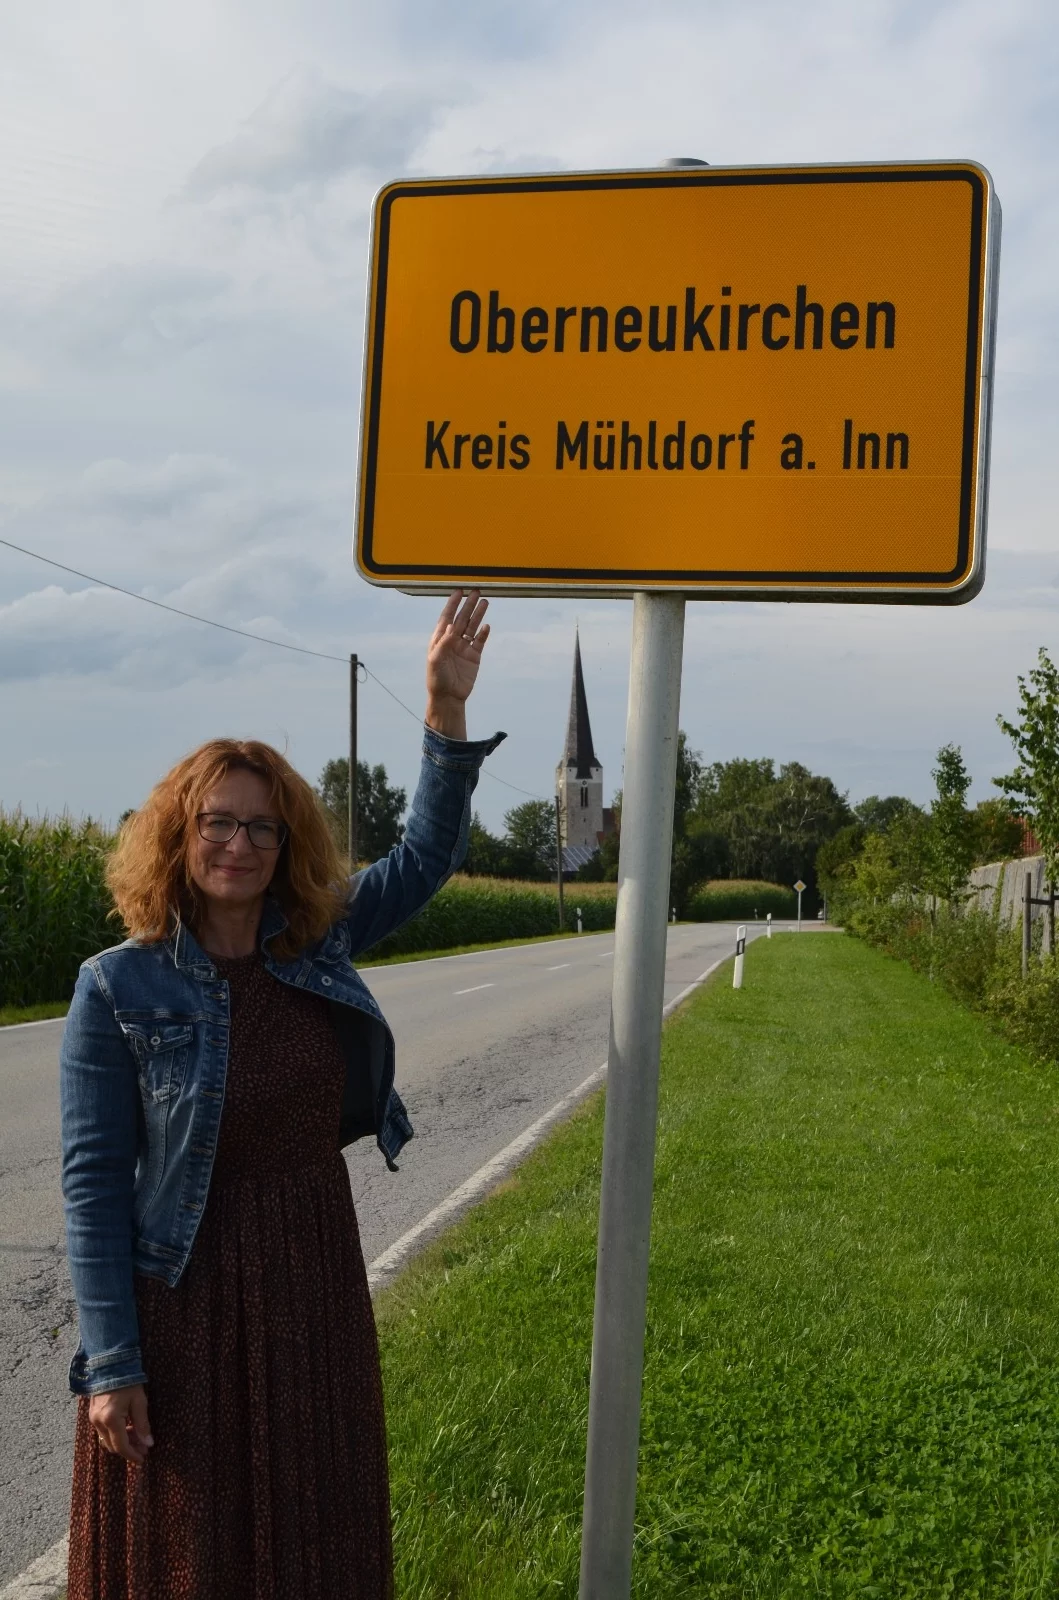 Oberneukirchen
Kreis Mühldorf a. Inn